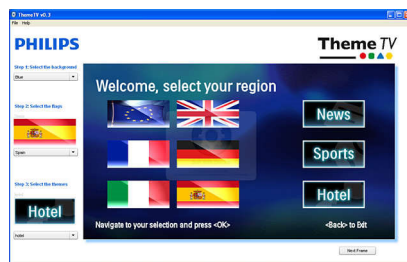 ThemeTV v0.3
File Help
PHILIPS
Theme TV
Step 1: Select the background
Blue
Step 2: Select the flags
Spain
Step 3: Select the themes
Hotel
hotel
Welcome, select your region
News
Sports
Hotel
Navigate to your selection and press <OK>
<Back> to Exit
Next Frame